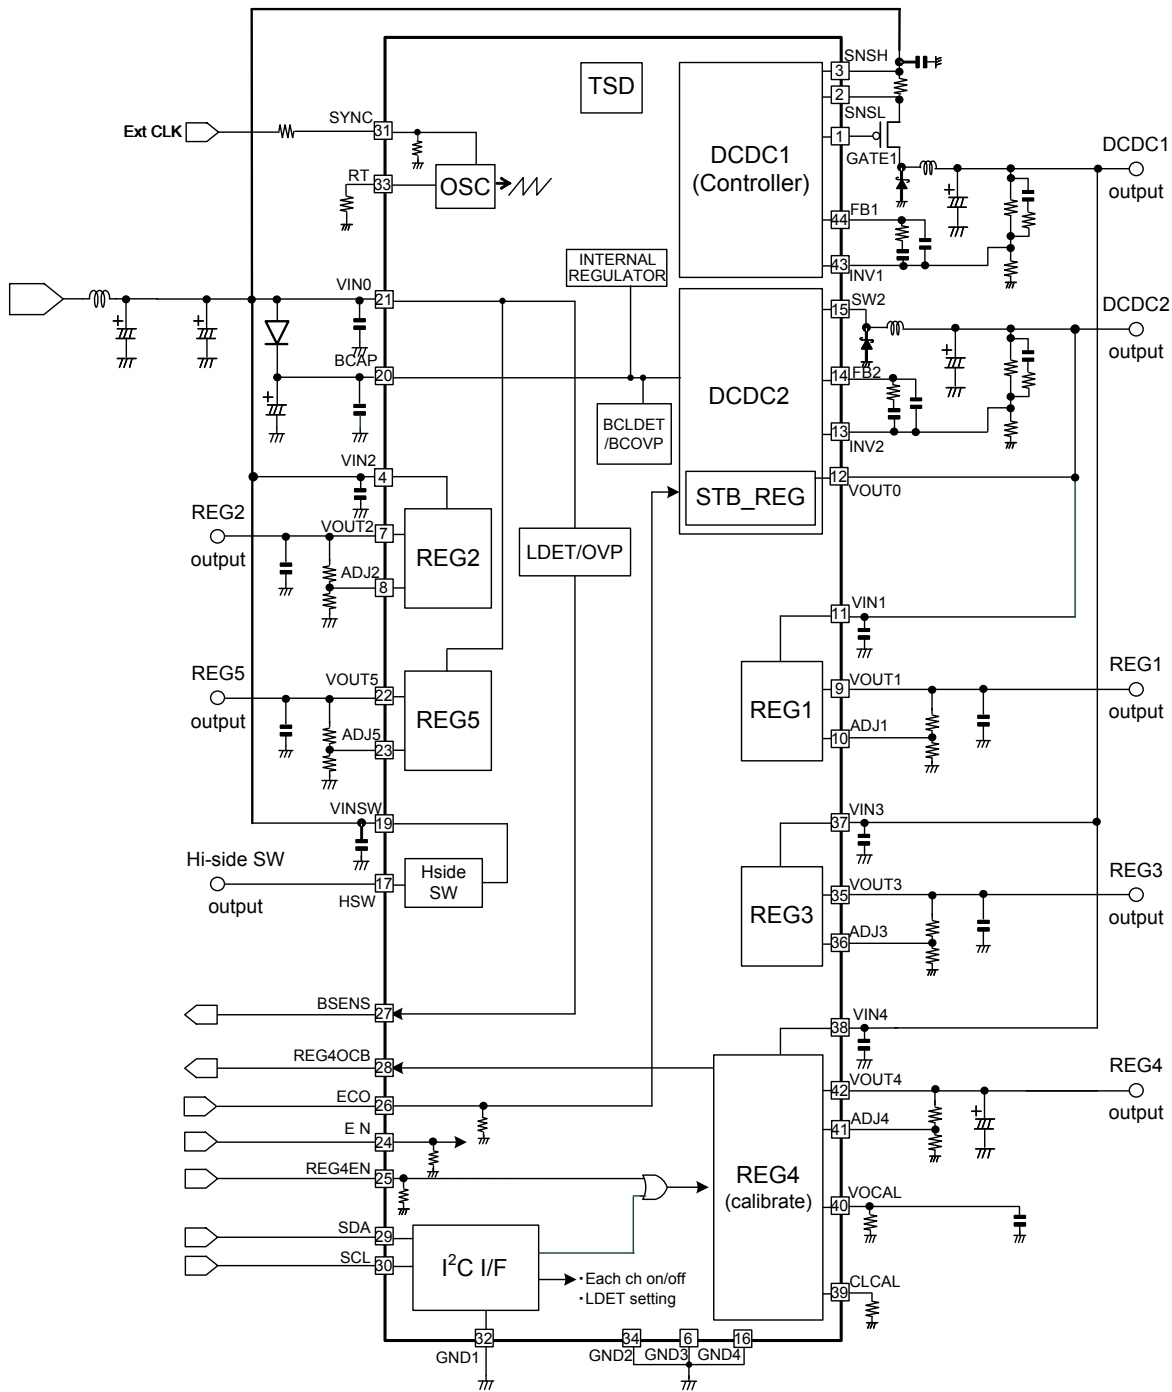 SNSH
3
TSD
2
SYNC
SNSL
Ext CLK
31
1
DCDC1
GATE1
DCDC1
(Controller)
output
RT
33
OSC
FB1
44
INTERNAL
REGULATOR
43
INV1
VIN0
21
SW2
15
DCDC2
output
BCAP
20
14
FB2
DCDC2
BCLDET
/BCOVP
13
INV2
VIN2
4
12
VOUT0
STB_REG
REG2
output
VOUT2
7
REG2
LDET/OVP
ADJ2
8
VIN1
11
REG5
output
VOUT5
22
REG5
VOUT1
9
REG1
output
REG1
ADJ5
23
ADJ1
10
VINSW
19
VIN3
37
Hi-side SW
output
Hside
SW
17
HSW
VOUT3
35
REG3
output
REG3
ADJ3
36
BSENS
27
VIN4
38
REG4OCB
28
VOUT4
42
REG4
output
ECO
26
ADJ4
41
E N
24
REG4EN
25
REG4
(calibrate)
VOCAL
40
SDA
29
SCL
30
I²C I/F
・Each ch on/off
・LDET setting
CLCAL
39
32
34
6
16
GND1
GND2
GND3
GND4